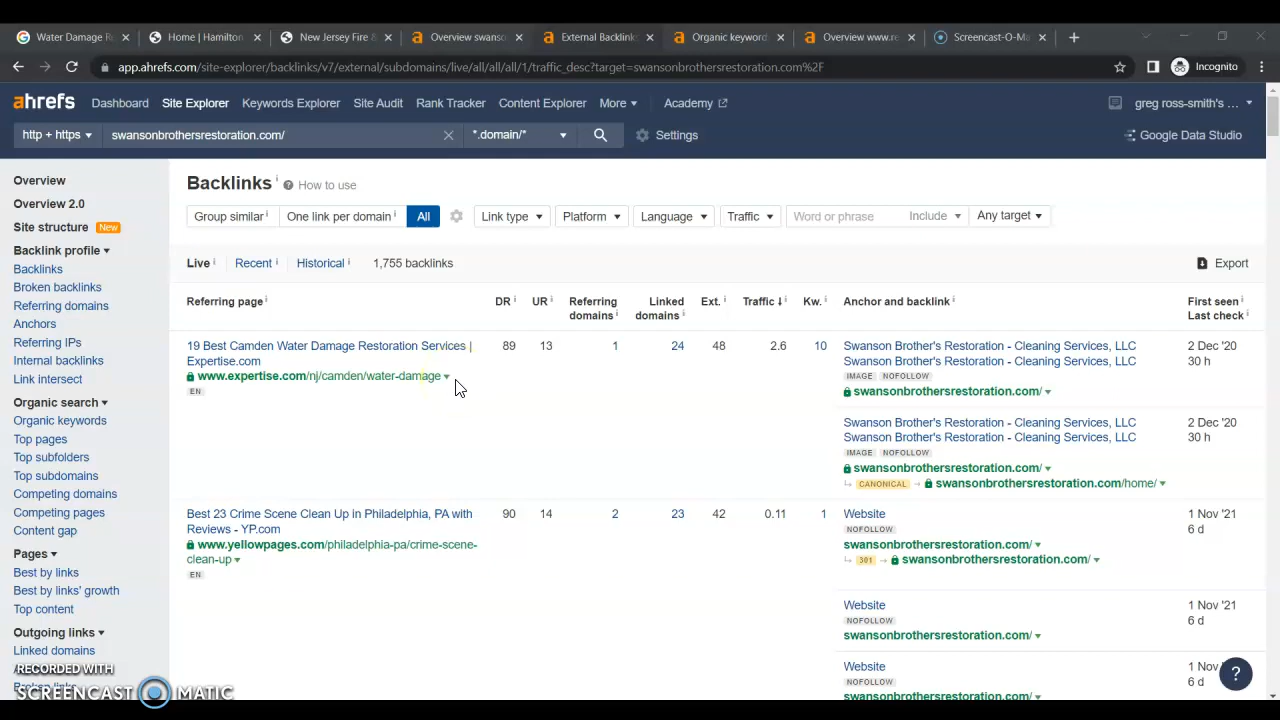 Water Damage R
Home | Hamilton
New Jersey Fire &
Overview swanso
External Backlinks
Organic keyword
Overview www.re
Screencast-O-Ma
app.ahrefs.com/site-explorer/backlinks/v7/external/subdomains/live/all/all/all/1/traffic_desc?target=swansonbrothersrestoration.com%2F
Incognito
ahrefs
Dashboard
Site Explorer
Keywords Explorer
Site Audit
Rank Tracker
Content Explorer
More
Academy
greg ross-smith's ...
http + https
swansonbrothersrestoration.com/
*.domain/*
Settings
Google Data Studio
Overview
Overview 2.0
Site structure New
Backlink profile
Backlinks
Broken backlinks
Referring domains
Anchors
Referring IPs
Internal backlinks
Link intersect
Organic search
Organic keywords
Top pages
Top subfolders
Top subdomains
Competing domains
Competing pages
Content gap
Pages
Best by links
Best by links' growth
Top content
Outgoing links
Linked domains
Broken links
RECORDED WITH
SCREENCAST MATIC
Backlinks i ? How to use
Group similar i
One link per domain i
All
Link type
Platform
Language
Traffic
Word or phrase
Include
Any target
Live i
Recent i
Historical i
1,755 backlinks
Export
Referring page i
DR i
UR i
Referring
domains i
Linked
domains i
Ext. i
Traffic ↓ i
Kw. i
Anchor and backlink i
First seen i
Last check i
19 Best Camden Water Damage Restoration Services |
Expertise.com
www.expertise.com/nj/camden/water-damage
EN
89
13
1
24
48
2.6
10
Swanson Brother's Restoration - Cleaning Services, LLC
Swanson Brother's Restoration - Cleaning Services, LLC
IMAGE NOFOLLOW
swansonbrothersrestoration.com/
2 Dec '20
30 h
Swanson Brother's Restoration - Cleaning Services, LLC
Swanson Brother's Restoration - Cleaning Services, LLC
IMAGE NOFOLLOW
swansonbrothersrestoration.com/
CANONICAL → swansonbrothersrestoration.com/home/
2 Dec '20
30 h
Best 23 Crime Scene Clean Up in Philadelphia, PA with
Reviews - YP.com
www.yellowpages.com/philadelphia-pa/crime-scene-
clean-up
EN
90
14
2
23
42
0.11
1
Website
NOFOLLOW
swansonbrothersrestoration.com/
301 → swansonbrothersrestoration.com/
1 Nov '21
6 d
Website
NOFOLLOW
swansonbrothersrestoration.com/
1 Nov '21
6 d
Website
NOFOLLOW
swansonbrothersrestoration.com/
1 Nov '21
6 d
?